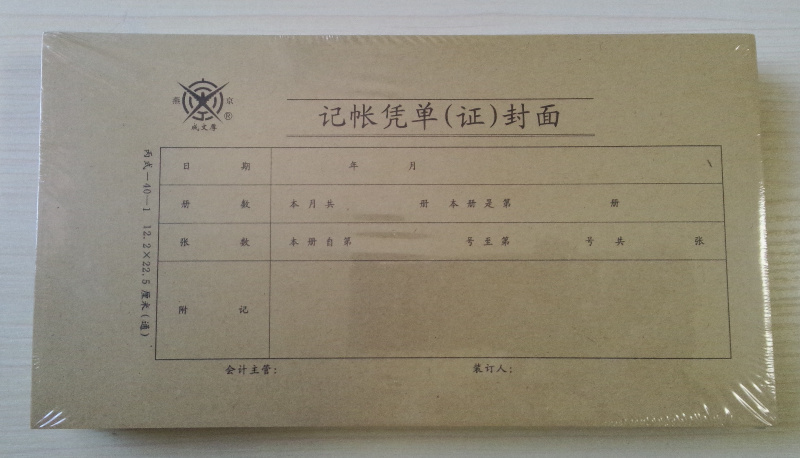 燕 京 ®
成文厚
记帐凭单(证)封面
丙式—40—1 12.2×22.5厘米(通)
日 期 年 月
册 数 本月共 册 本册是第 册
张 数 本册自第 号至第 号 共 张
附 记
会计主管: 装订人: